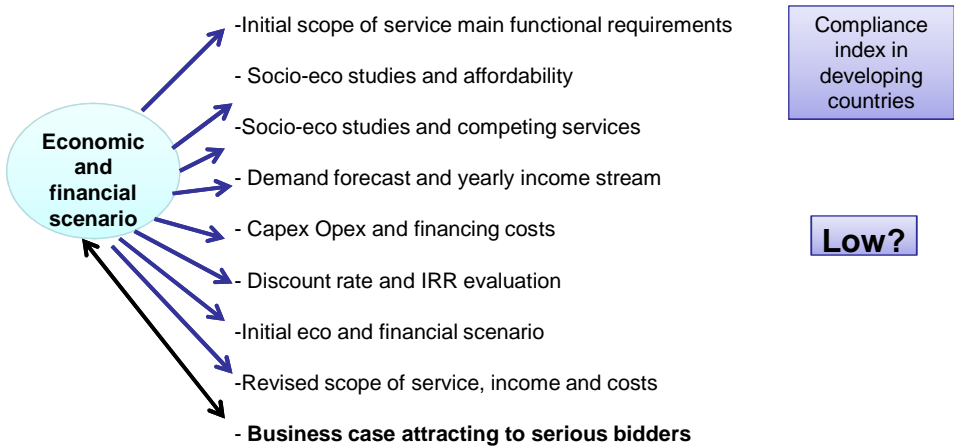 -Initial scope of service main functional requirements
- Socio-eco studies and affordability
-Socio-eco studies and competing services
- Demand forecast and yearly income stream
- Capex Opex and financing costs
- Discount rate and IRR evaluation
-Initial eco and financial scenario
-Revised scope of service, income and costs
- Business case attracting to serious bidders
Economic
and
financial
scenario
Compliance
index in
developing
countries
Low?